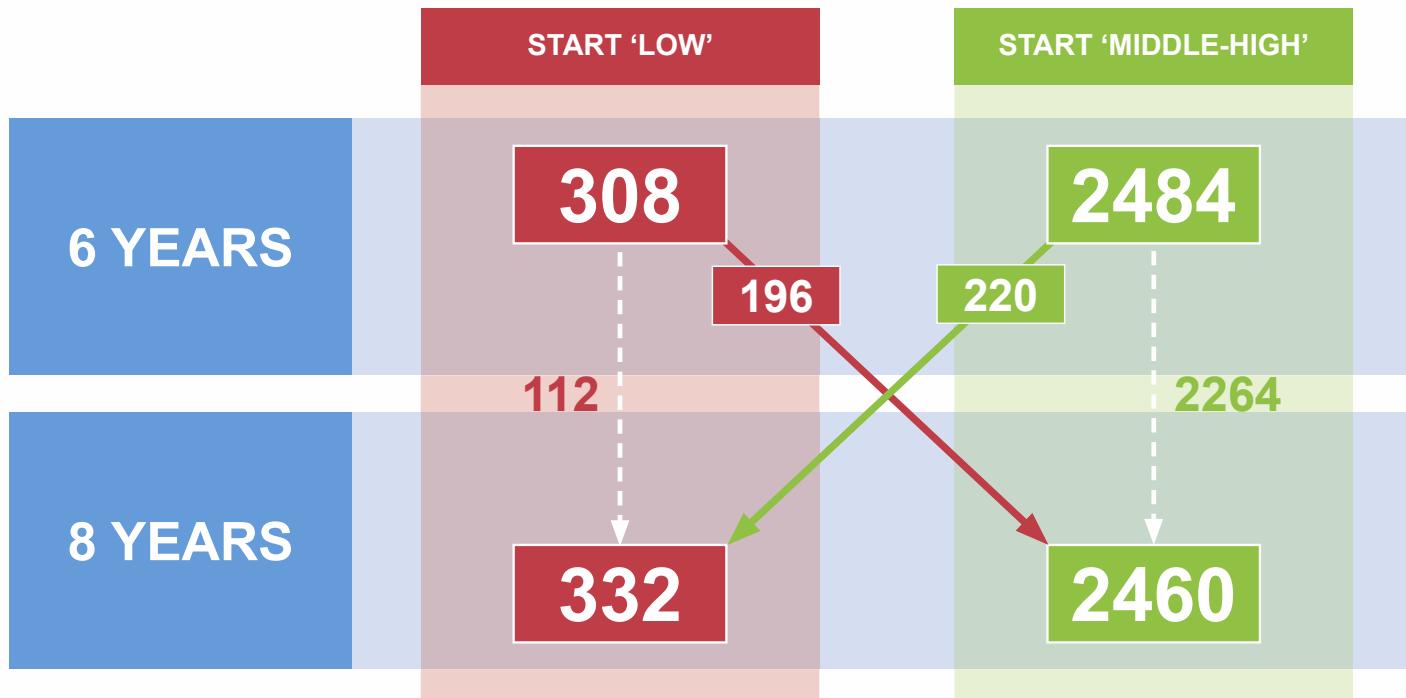 START ‘LOW’
START ‘MIDDLE-HIGH’
6 YEARS
308
2484
196
220
112
2264
8 YEARS
332
2460